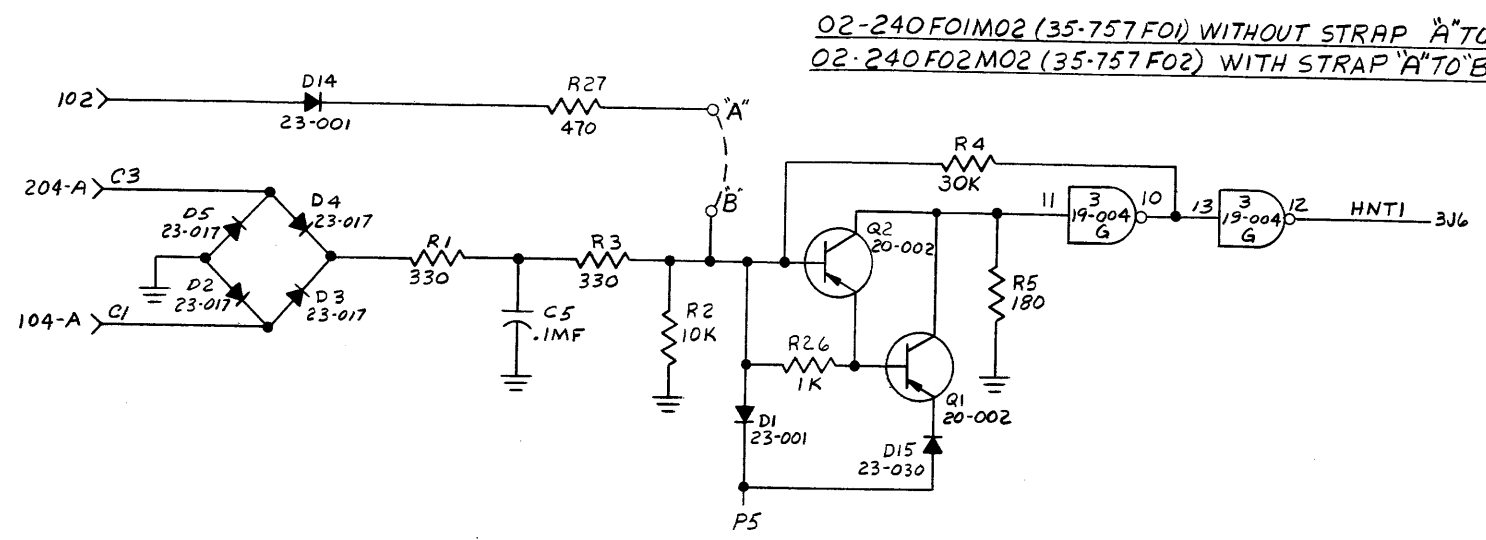 02-240F01M02 (35-757F01) WITHOUT STRAP "A" TO
02-240F02M02 (35-757F02) WITH STRAP "A" TO "B
D14
R27
102
23-001
470
"A"
R4
30K
204-A
C3
D5
23-017
D4
23-017
"B"
11
3
19-004
G
10
13
3
19-004
G
12
HNT1
3J6
Q2
20-002
R1
330
R3
330
R5
180
D2
23-017
D3
23-017
104-A
C1
C5
.1MF
R2
10K
R26
1K
Q1
20-002
D1
23-001
D15
23-030
P5